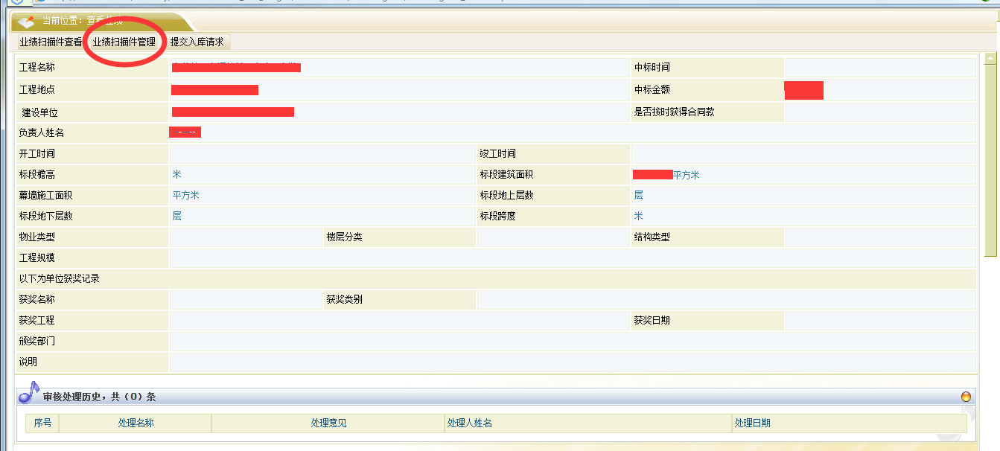 当前位置：查看业绩
业绩扫描件查看 业绩扫描件管理 提交入库请求
工程名称 中标时间
工程地点 中标金额
建设单位 是否按时获得合同款
负责人姓名
开工时间 竣工时间
标段檐高 米 标段建筑面积 平方米
幕墙施工面积 平方米 标段地上层数 层
标段地下层数 层 标段跨度 米
物业类型 楼层分类 结构类型
工程规模
以下为单位获奖记录
获奖名称 获奖类别
获奖工程 获奖日期
颁奖部门
说明
审核处理历史，共（0）条
序号 处理名称 处理意见 处理人姓名 处理日期